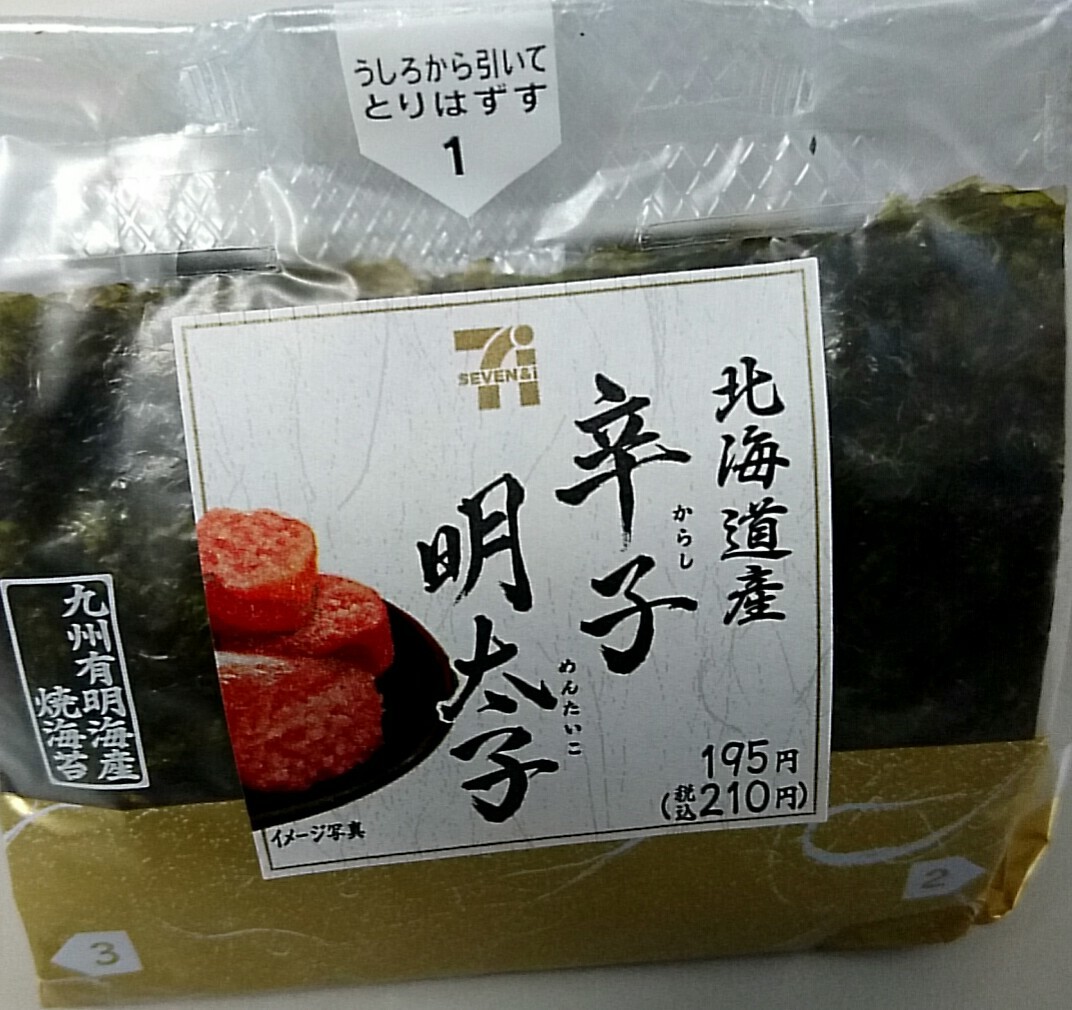 うしろから引いて
とりはずす
1
SEVEN&i
北海道産
辛子
からし
明太子
めんたいこ
195円
(税込210円)
イメージ写真
九州有明海産
焼海苔
2
3